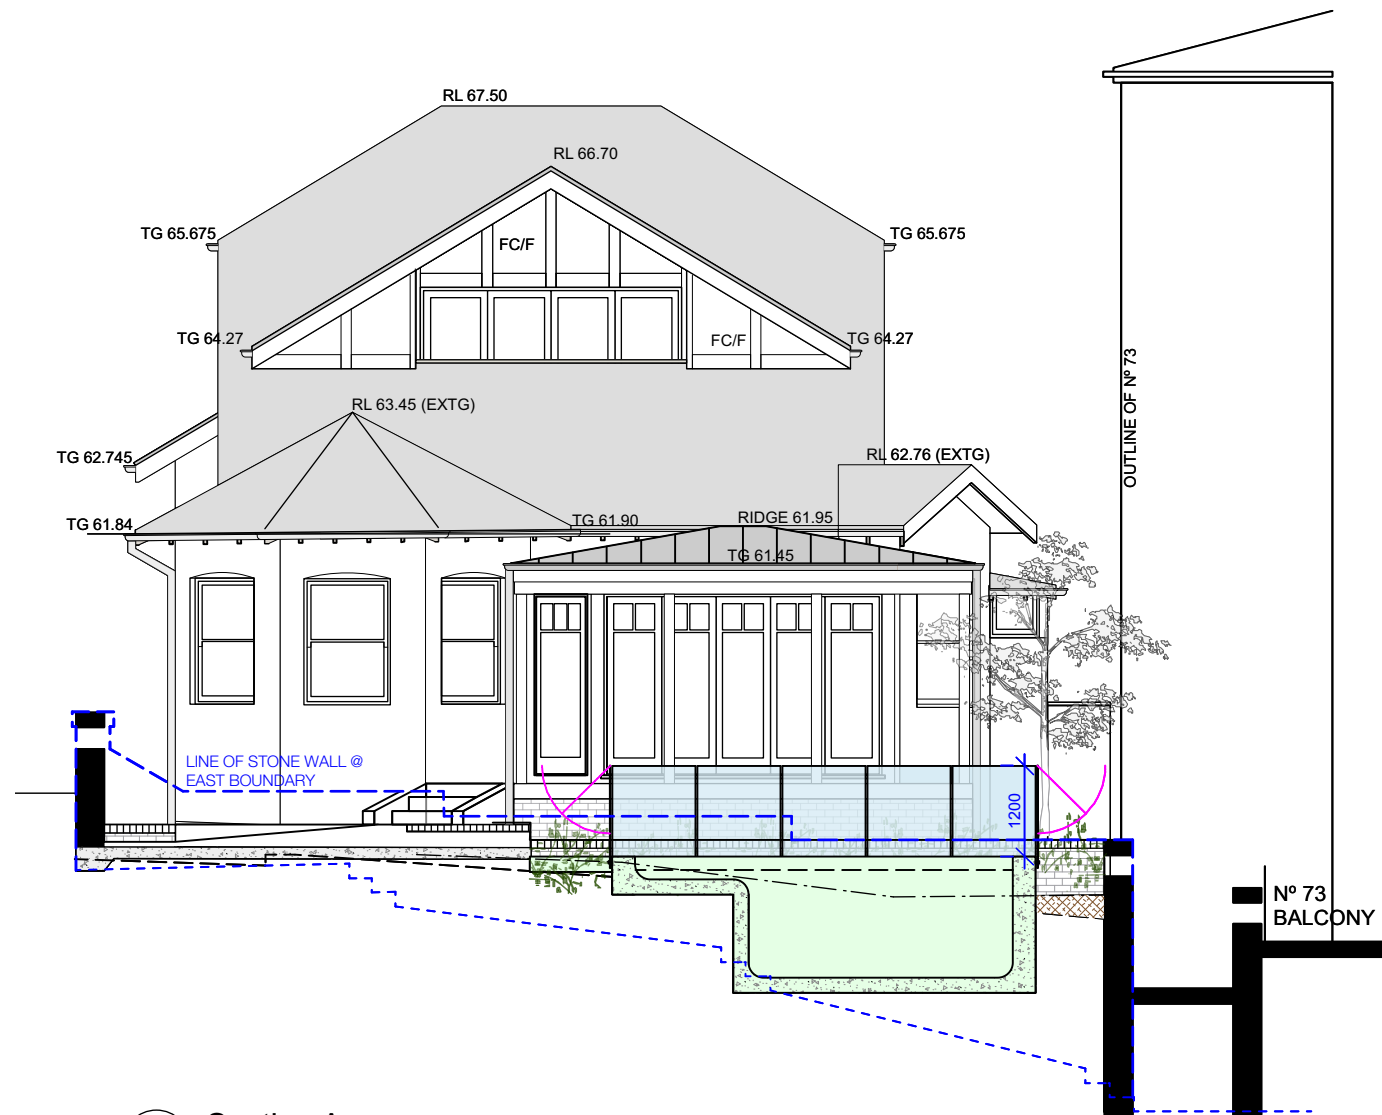 RL 67.50
RL 66.70
TG 65.675
TG 65.675
FC/F
TG 64.27
FC/F
TG 64.27
OUTLINE OF Nº 73
RL 63.45 (EXTG)
TG 62.745
RL 62.76 (EXTG)
TG 61.84
TG 61.90
RIDGE 61.95
TG 61.45
LINE OF STONE WALL @
EAST BOUNDARY
1200
Nº 73
BALCONY